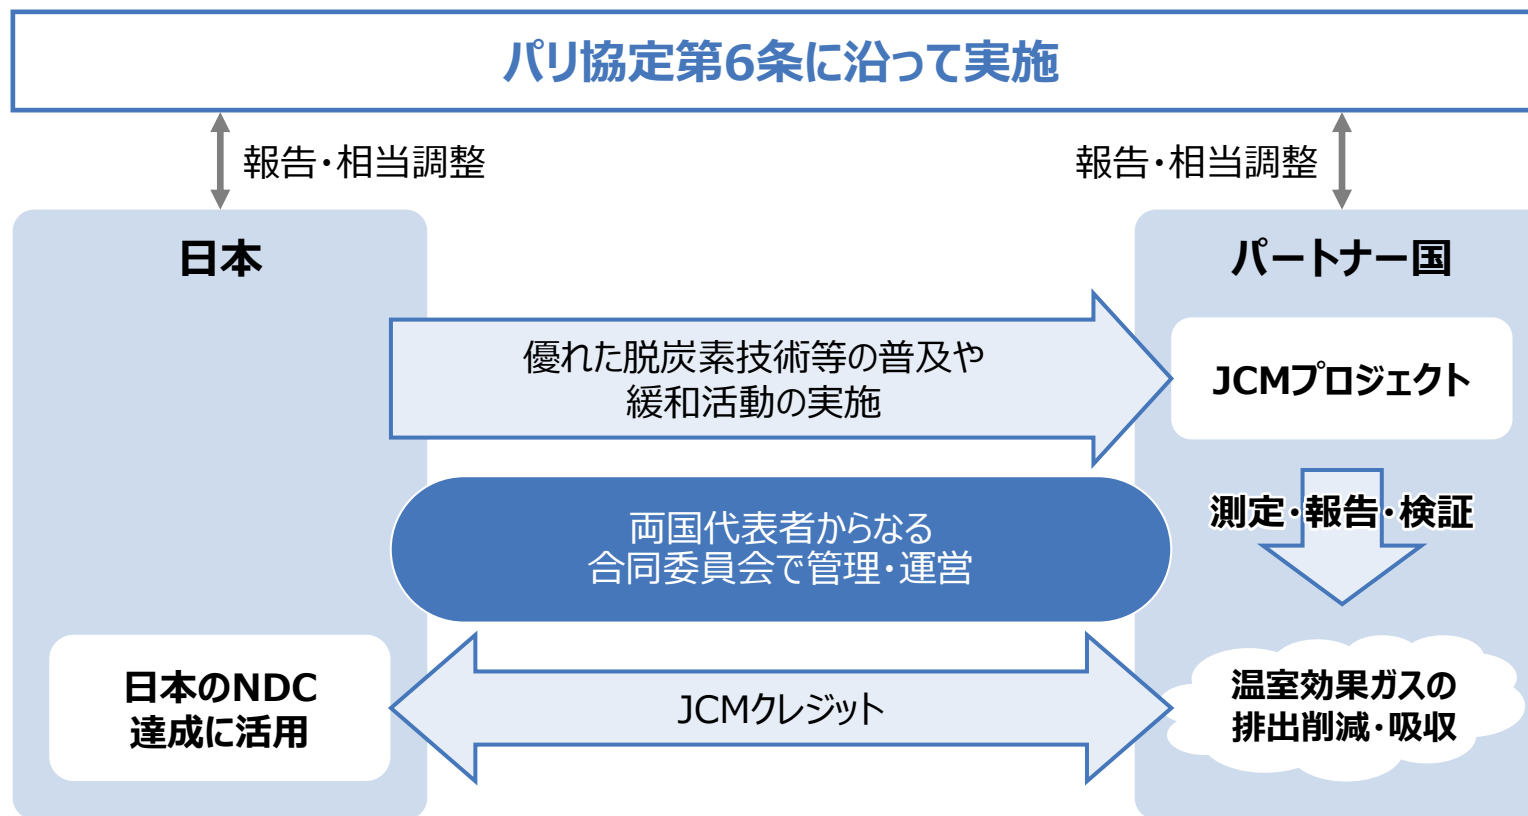 パリ協定第6条に沿って実施
報告・相当調整
報告・相当調整
日本
パートナー国
優れた脱炭素技術等の普及や
緩和活動の実施
JCMプロジェクト
両国代表者からなる
合同委員会で管理・運営
測定・報告・検証
日本のNDC
達成に活用
JCMクレジット
温室効果ガスの
排出削減・吸収